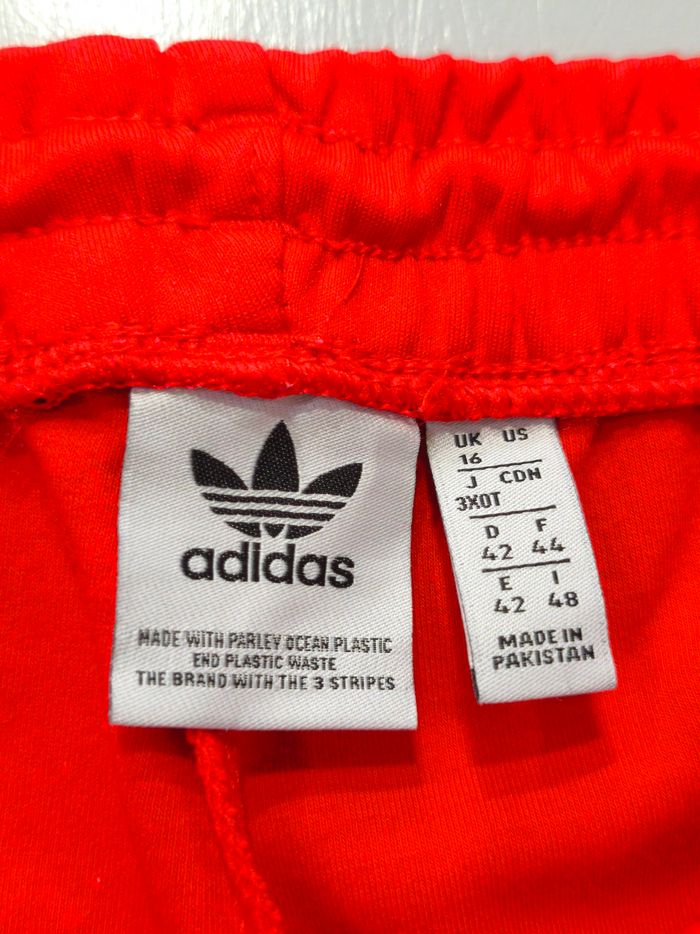 adidas
MADE WITH PARLEY OCEAN PLASTIC
END PLASTIC WASTE
THE BRAND WITH THE 3 STRIPES
UK US
16
J CDN
3XOT
D F
42 44
E I
42 48
MADE IN
PAKISTAN